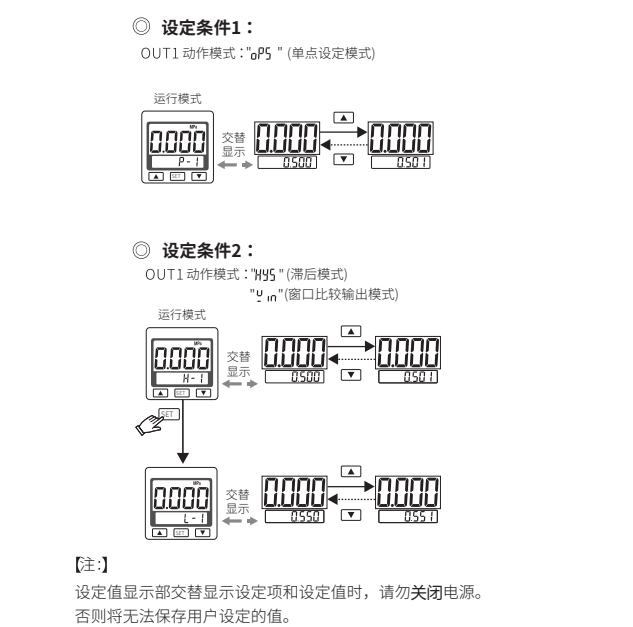 ◎ 设定条件1：
OUT1 动作模式："oPS " (单点设定模式)
运行模式
MPa
0.000
P-1
SET
交替
显示
0.000
0.500
0.000
0.501
◎ 设定条件2：
OUT1 动作模式："HYS " (滞后模式)
(窗口比较输出模式)
运行模式
MPa
0.000
H-1
SET
交替
显示
0.000
0.500
0.000
0.501
SET
MPa
0.000
L-1
SET
交替
显示
0.000
0.550
0.000
0.551
【注:】
设定值显示部交替显示设定项和设定值时，请勿关闭电源。
否则将无法保存用户设定的值。